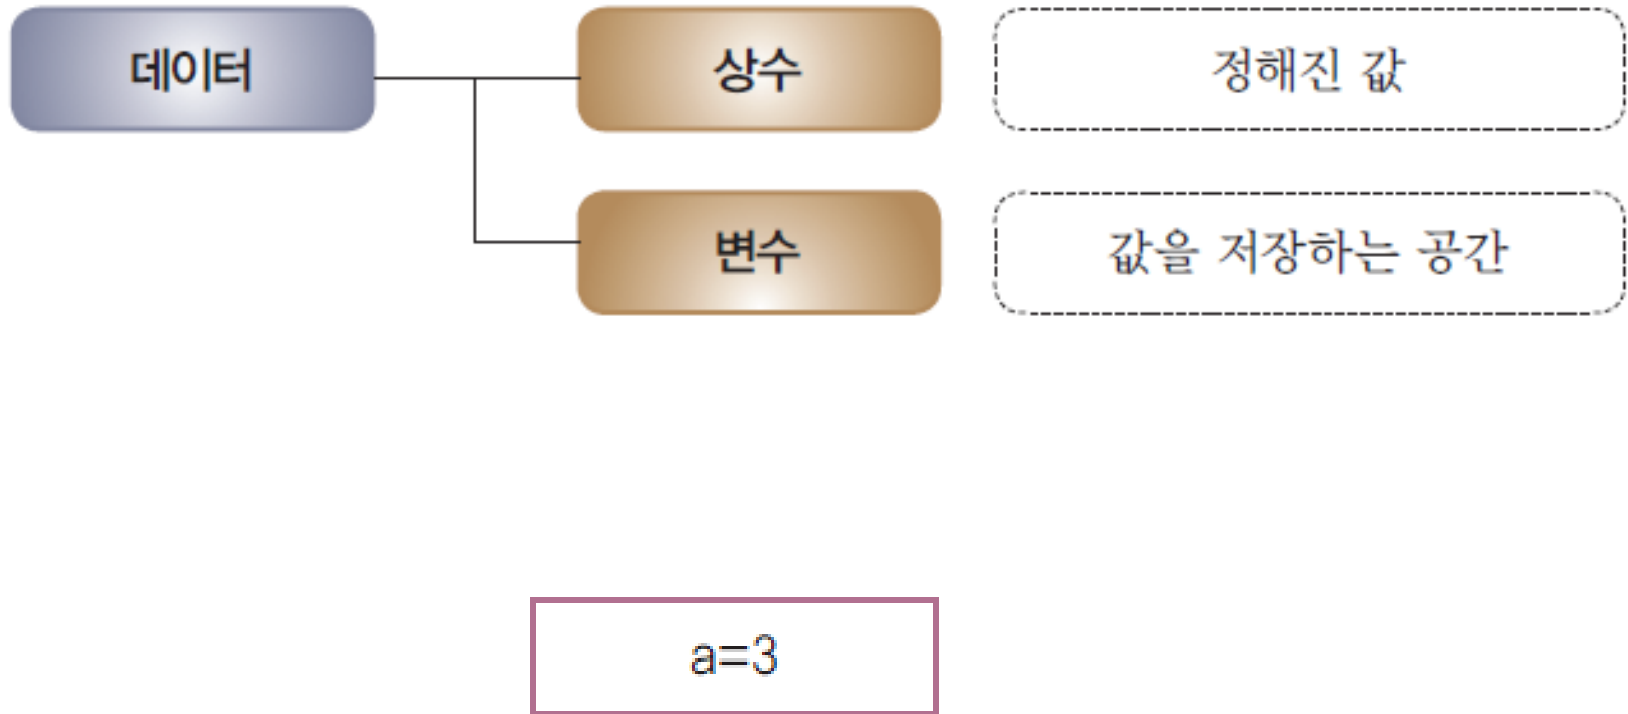 데이터 상수 정해진 값
변수 값을 저장하는 공간
a=3